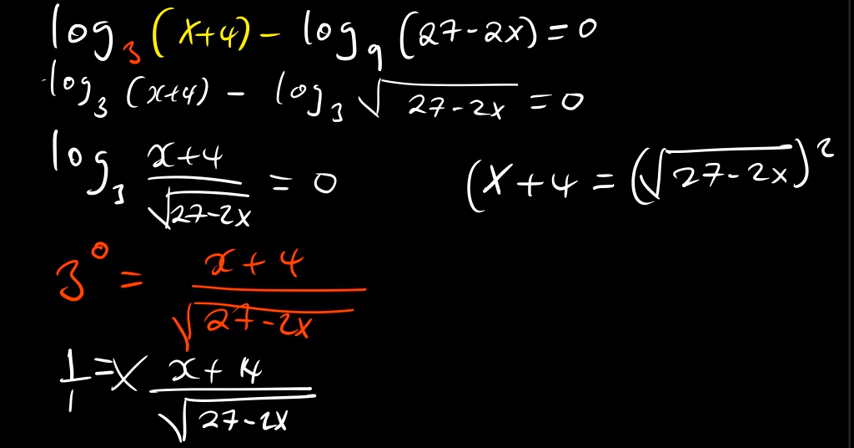 log₃(x+4) - log₉(27-2x) = 0
log₃(x+4) - log₃√(27-2x) = 0
log₃ (x+4)/√(27-2x) = 0
3⁰ = (x+4)/√(27-2x)
1/1 = × (x+4)/√(27-2x)
(x+4 = (√(27-2x))²